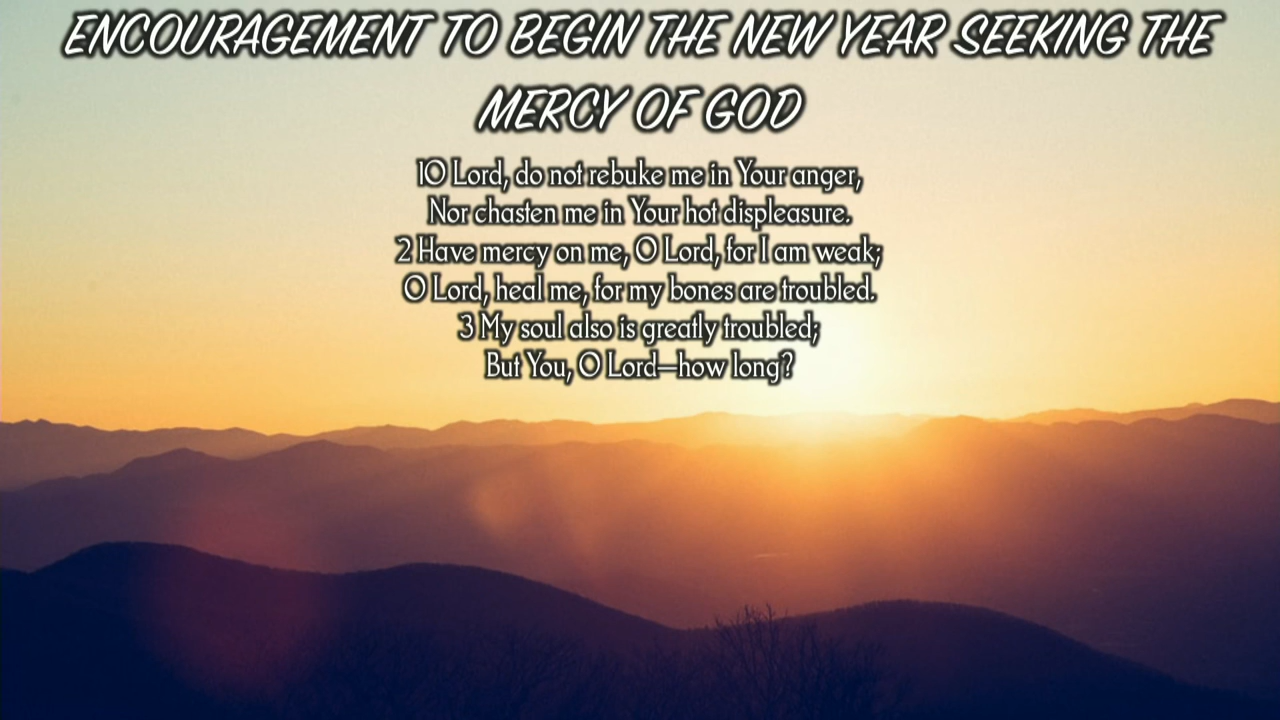 ENCOURAGEMENT TO BEGIN THE NEW YEAR SEEKING THE
MERCY OF GOD
1O Lord, do not rebuke me in Your anger,
Nor chasten me in Your hot displeasure.
2 Have mercy on me, O Lord, for I am weak;
O Lord, heal me, for my bones are troubled.
3 My soul also is greatly troubled;
But You, O Lord—how long?